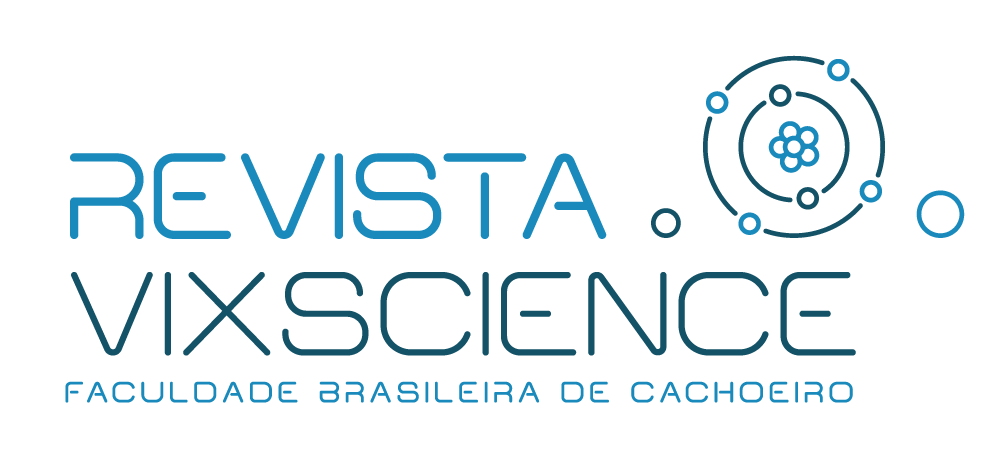 REVISTA
VIXSCIENCE
FACULDADE BRASILEIRA DE CACHOEIRO